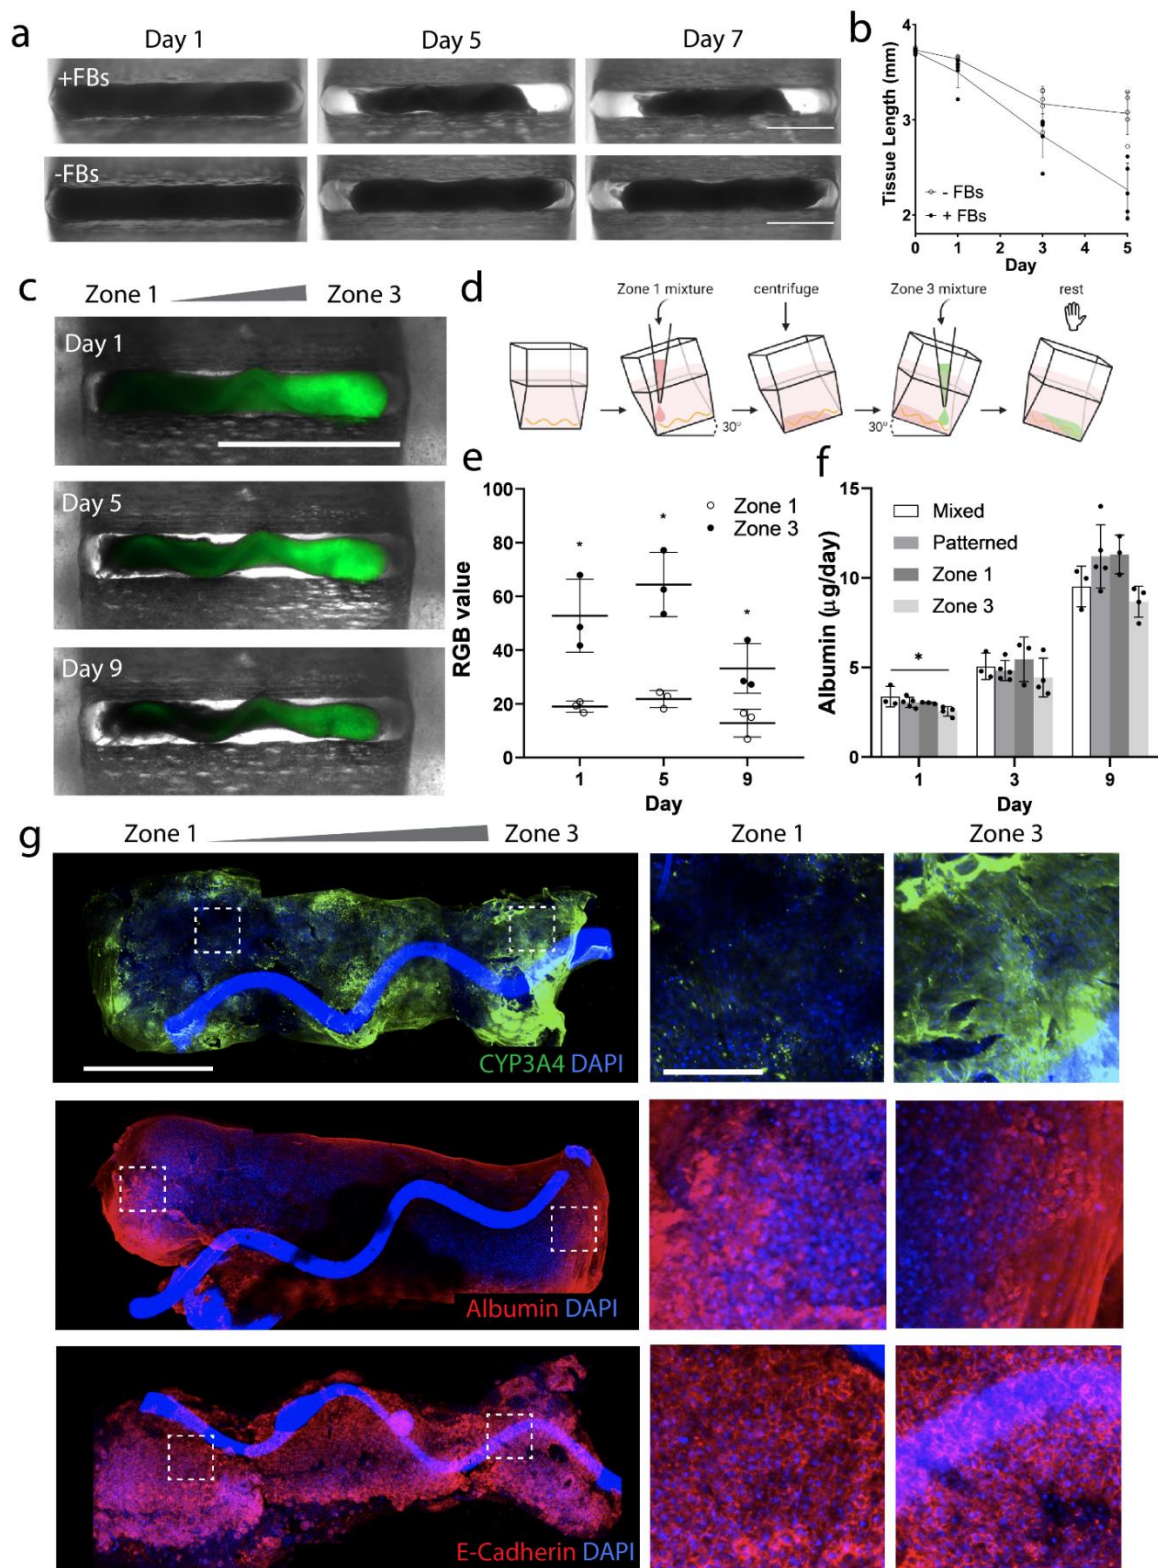 a
Day 1
Day 5
Day 7
+FBs
-FBs
b
Tissue Length (mm)
4
3
2
0
1
2
3
4
5
Day
- FBs
+ FBs
c
Zone 1
Zone 3
Day 1
Day 5
Day 9
d
Zone 1 mixture
centrifuge
Zone 3 mixture
rest
30°
30°
e
RGB value
100
80
60
40
20
0
1
5
9
Day
Zone 1
Zone 3
*
*
*
f
Albumin (µg/day)
15
10
5
0
1
3
9
Day
Mixed
Patterned
Zone 1
Zone 3
*
g
Zone 1
Zone 3
Zone 1
Zone 3
CYP3A4 DAPI
Albumin DAPI
E-Cadherin DAPI